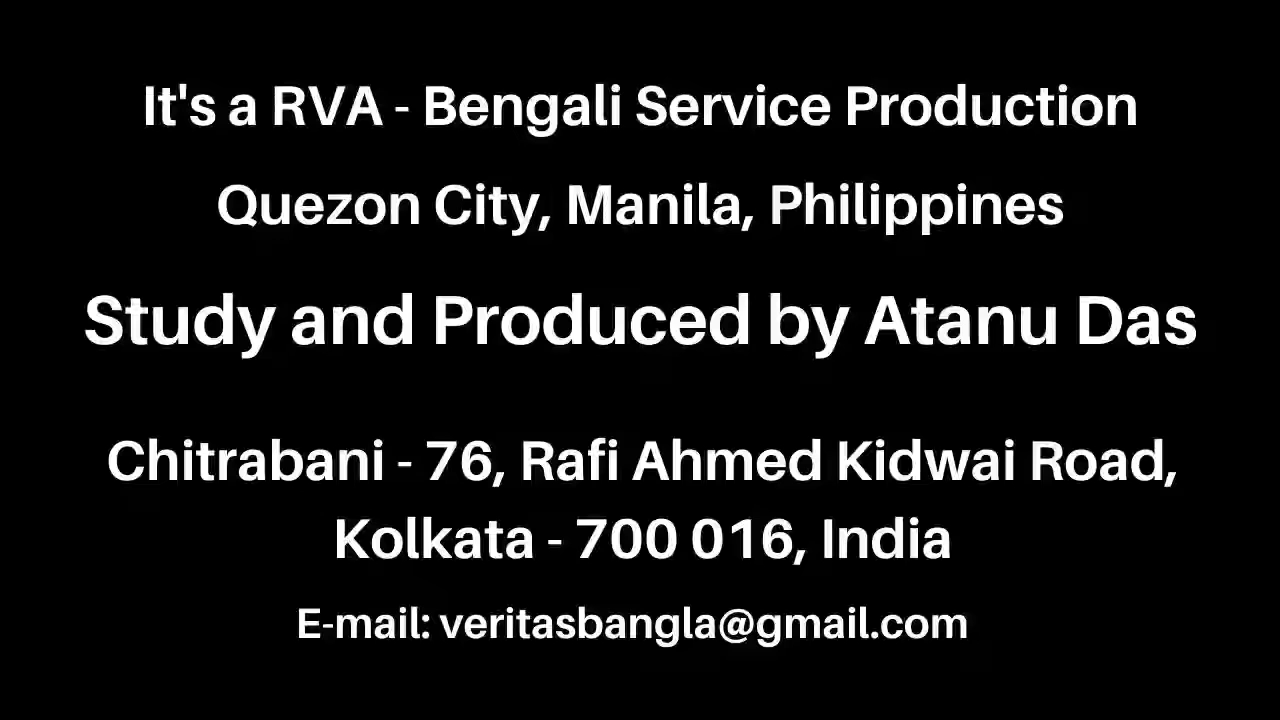 It's a RVA - Bengali Service Production
Quezon City, Manila, Philippines
Study and Produced by Atanu Das
Chitrabani - 76, Rafi Ahmed Kidwai Road,
Kolkata - 700 016, India
E-mail: veritasbangla@gmail.com